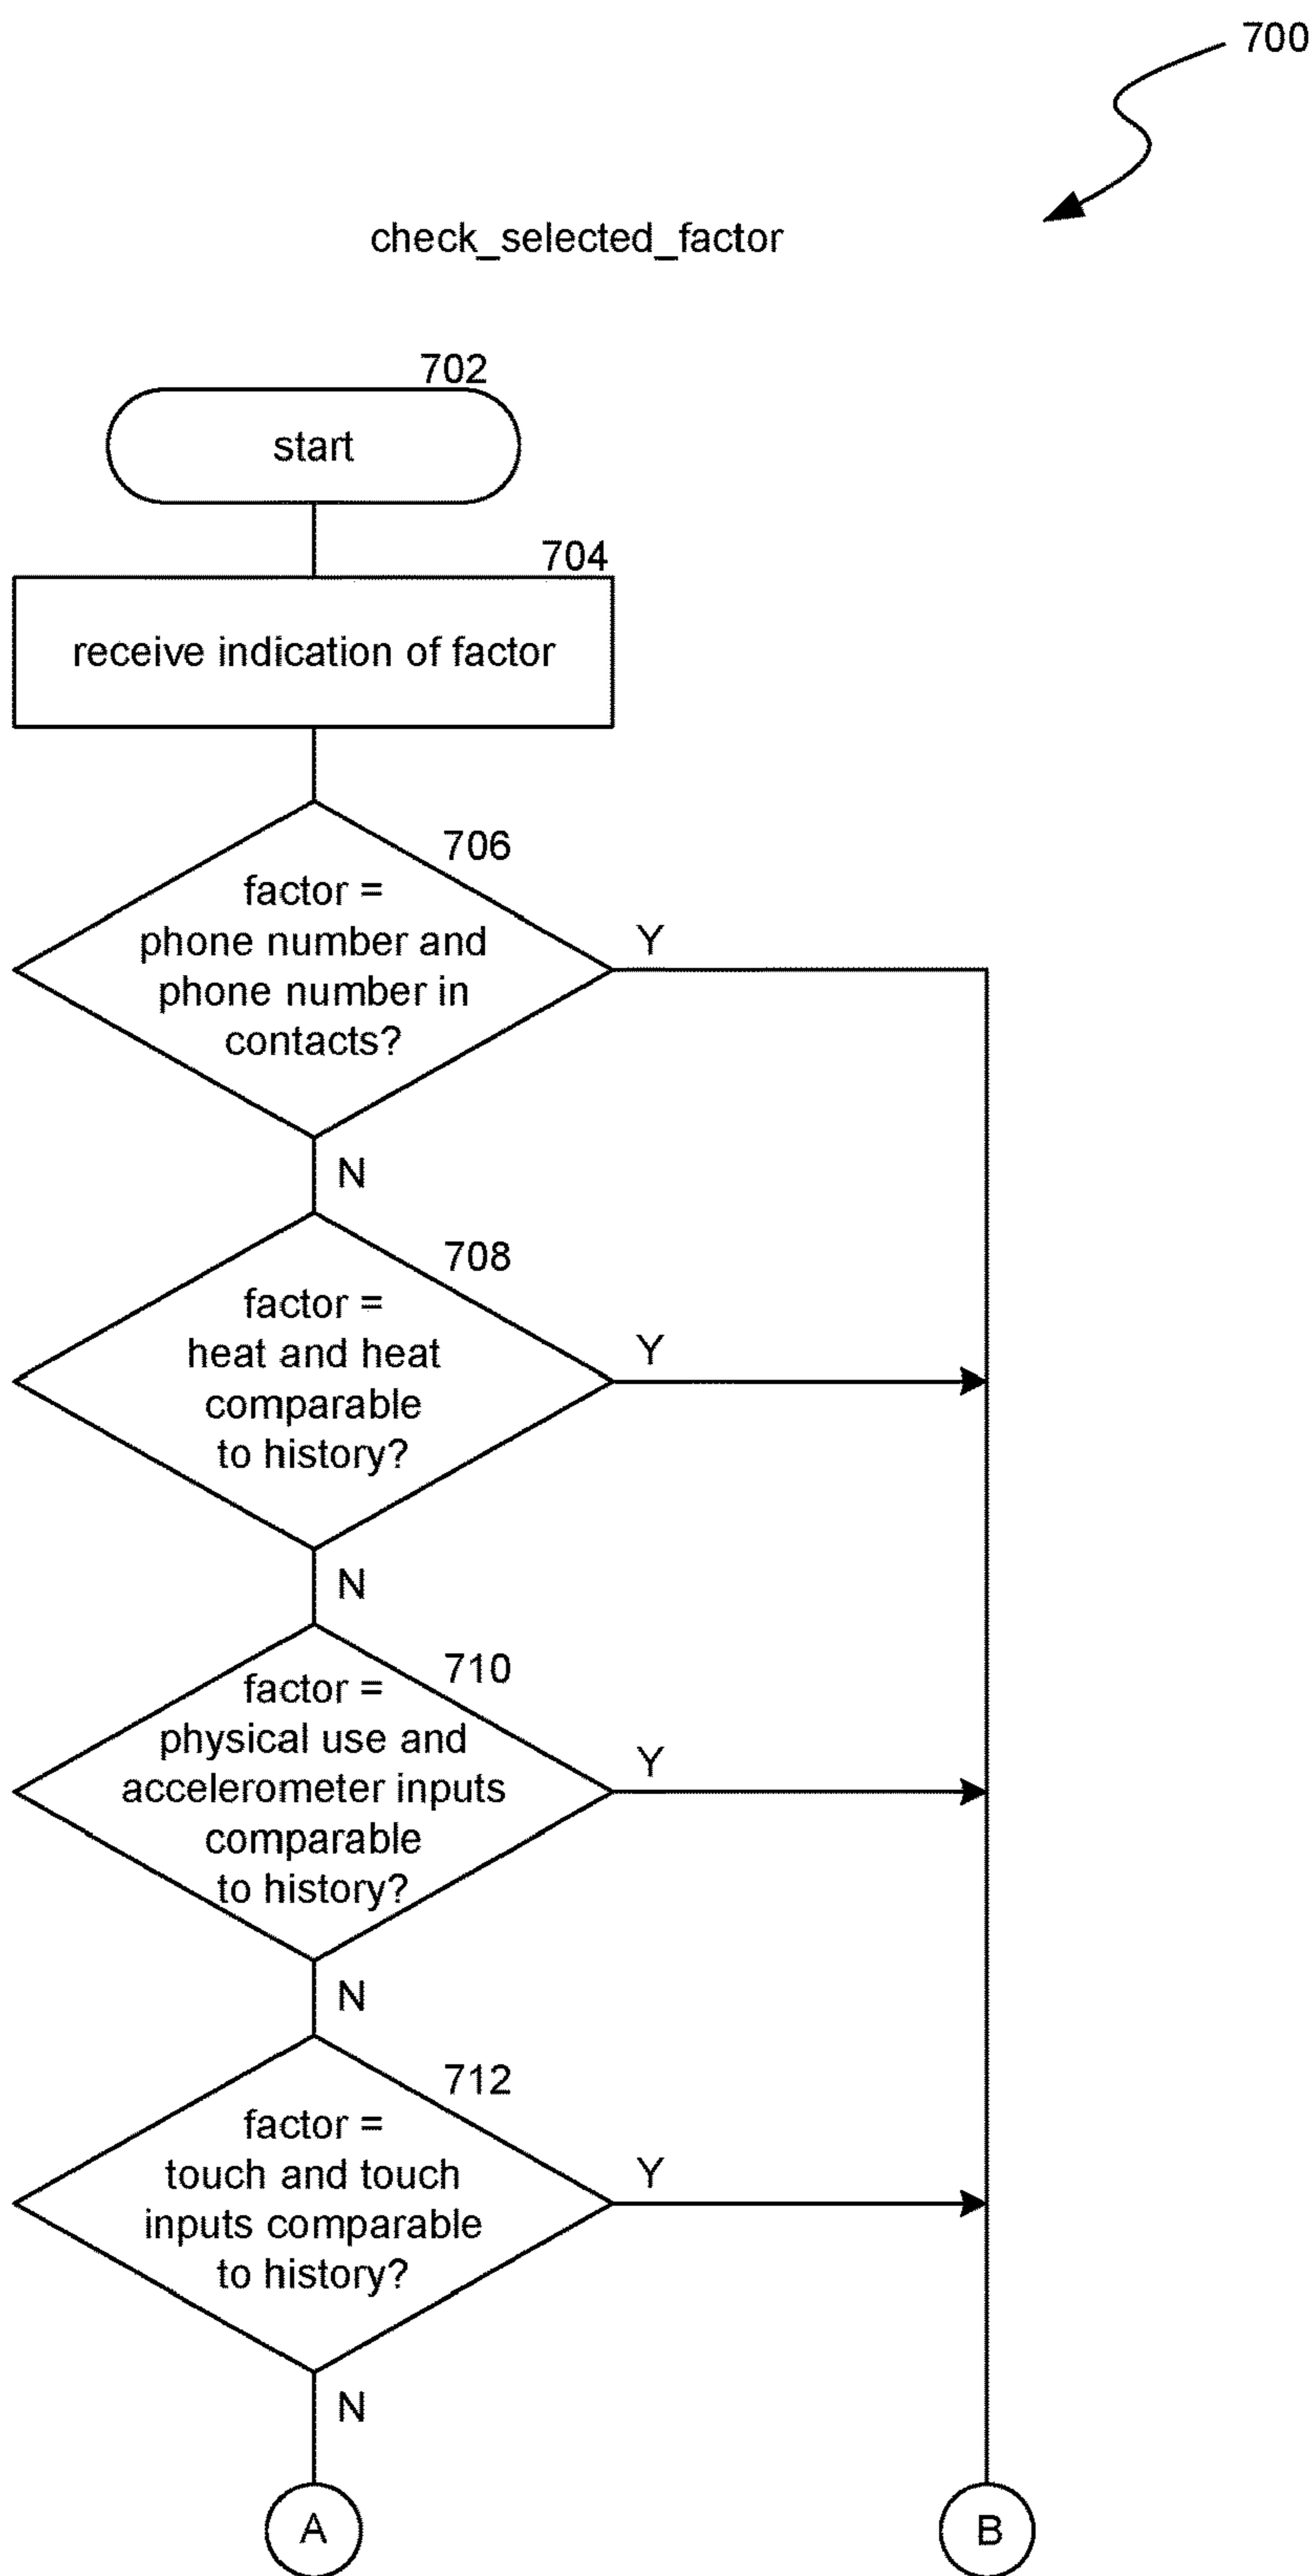 700
check_selected_factor
702
start
704
receive indication of factor
706
factor =
phone number and
phone number in
contacts?
Y
N
708
factor =
heat and heat
comparable
to history?
Y
N
710
factor =
physical use and
accelerometer inputs
comparable
to history?
Y
N
712
factor =
touch and touch
inputs comparable
to history?
Y
N
A
B